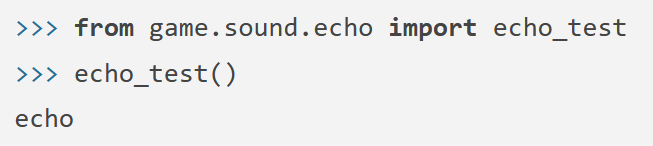 >>> from game.sound.echo import echo_test
>>> echo_test()
echo